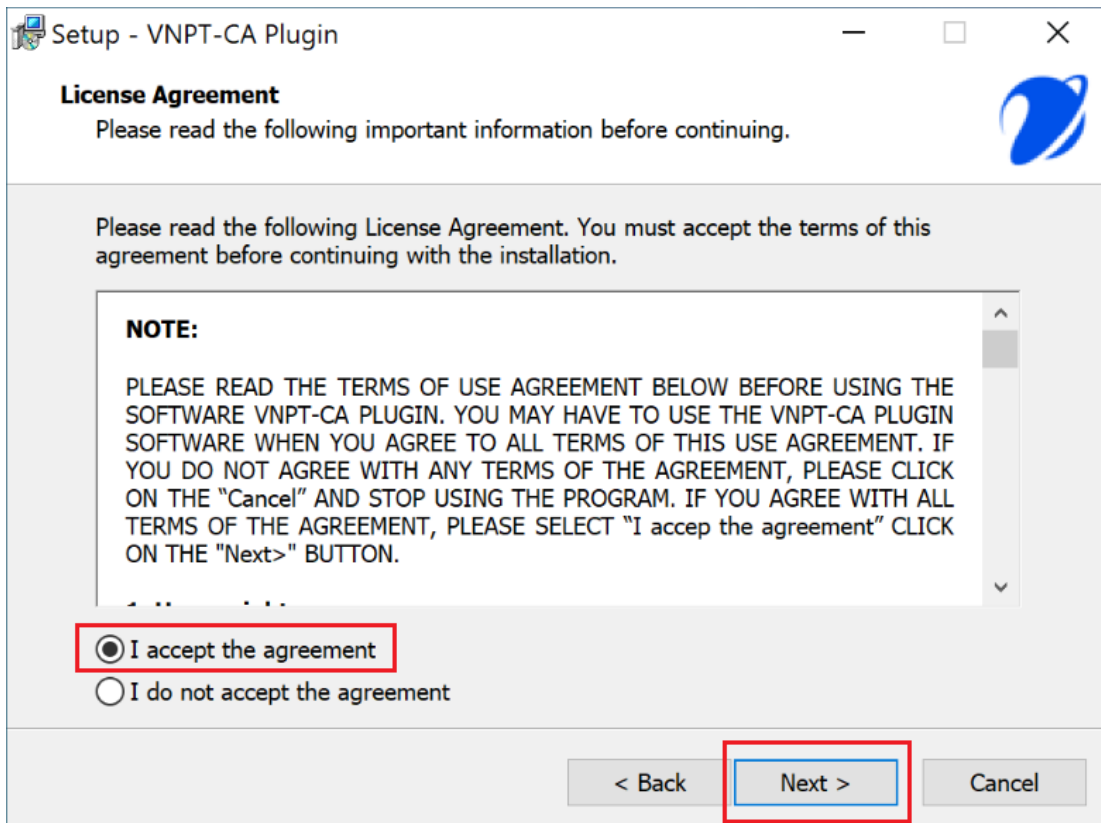 Setup - VNPT-CA Plugin
License Agreement
Please read the following important information before continuing.
Please read the following License Agreement. You must accept the terms of this
agreement before continuing with the installation.
NOTE:
PLEASE READ THE TERMS OF USE AGREEMENT BELOW BEFORE USING THE
SOFTWARE VNPT-CA PLUGIN. YOU MAY HAVE TO USE THE VNPT-CA PLUGIN
SOFTWARE WHEN YOU AGREE TO ALL TERMS OF THIS USE AGREEMENT. IF
YOU DO NOT AGREE WITH ANY TERMS OF THE AGREEMENT, PLEASE CLICK
ON THE “Cancel” AND STOP USING THE PROGRAM. IF YOU AGREE WITH ALL
TERMS OF THE AGREEMENT, PLEASE SELECT “I accep the agreement” CLICK
ON THE "Next>" BUTTON.
I accept the agreement
I do not accept the agreement
< Back Next > Cancel